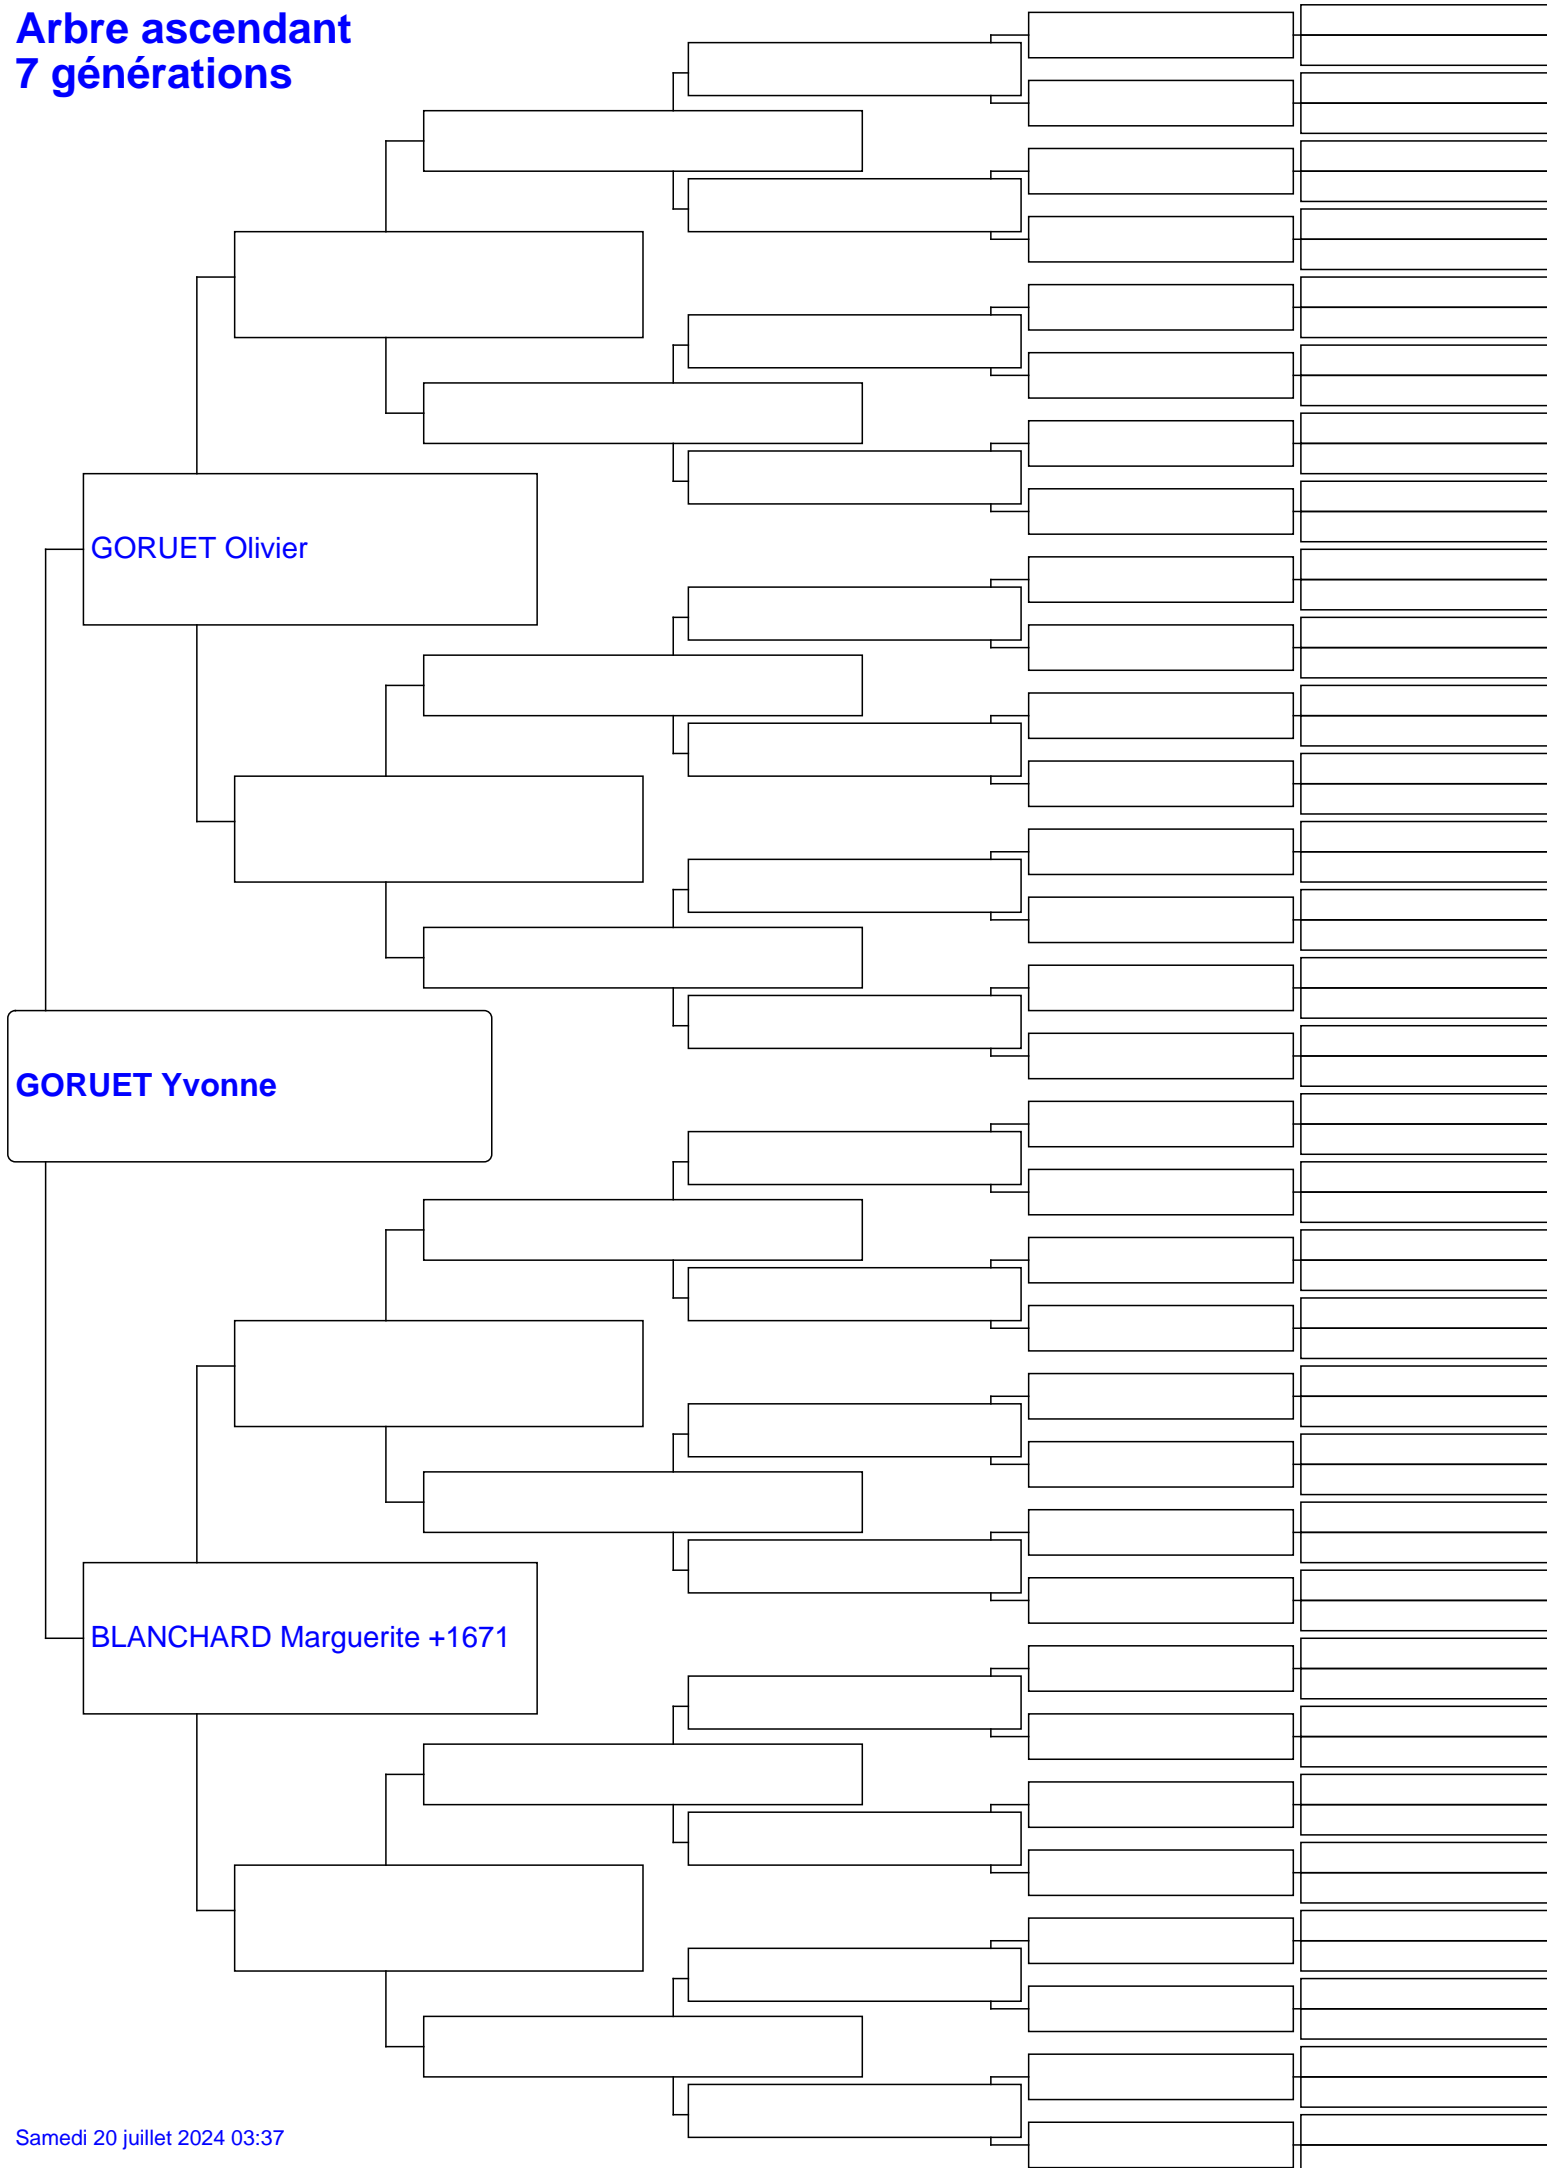 Arbre ascendant
7 générations
GORUET Olivier
GORUET Yvonne
BLANCHARD Marguerite +1671
Samedi 20 juillet 2024 03:37